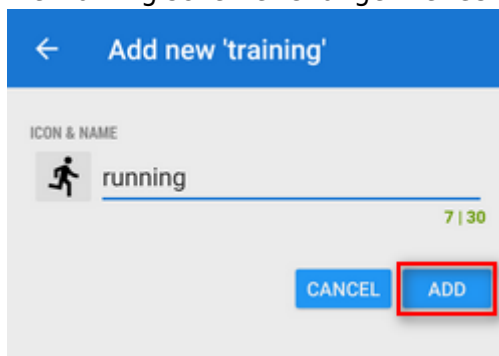 Add new 'training'
ICON & NAME
running
7 | 30
CANCEL ADD